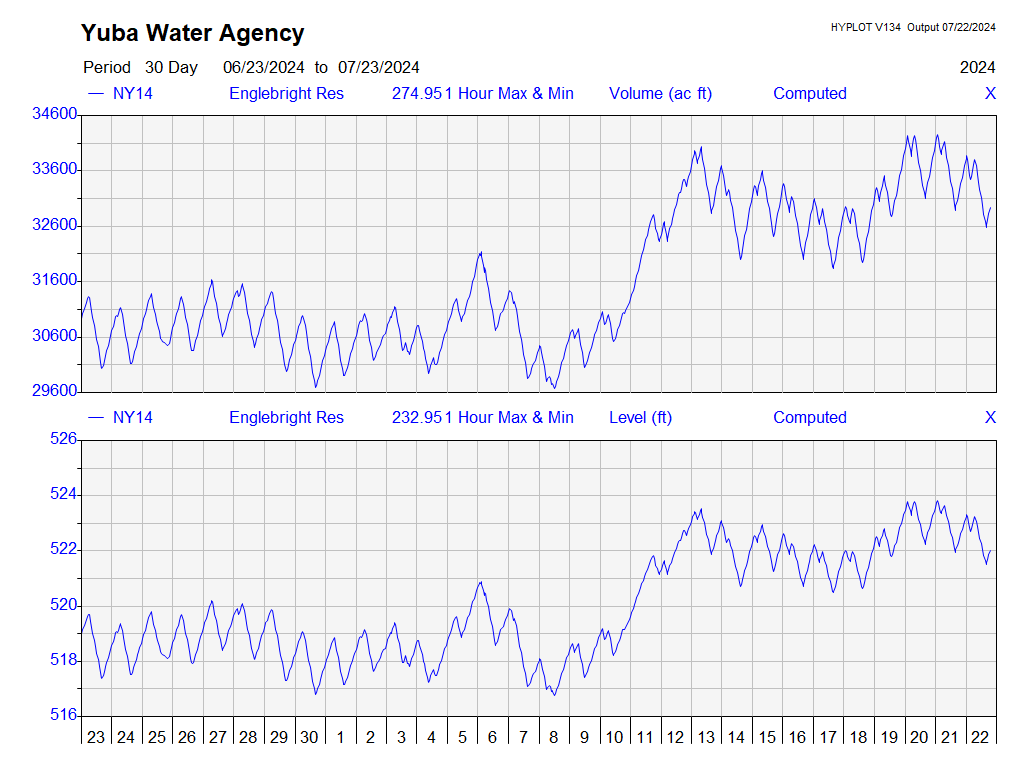 Yuba Water Agency
HYPLOT V134 Output 07/22/2024
Period 30 Day 06/23/2024 to 07/23/2024 2024
NY14 Englebright Res 274.951 Hour Max & Min Volume (ac ft) Computed X
34600
33600
32600
31600
30600
29600
NY14 Englebright Res 232.951 Hour Max & Min Level (ft) Computed X
526
524
522
520
518
516
23 24 25 26 27 28 29 30 1 2 3 4 5 6 7 8 9 10 11 12 13 14 15 16 17 18 19 20 21 22